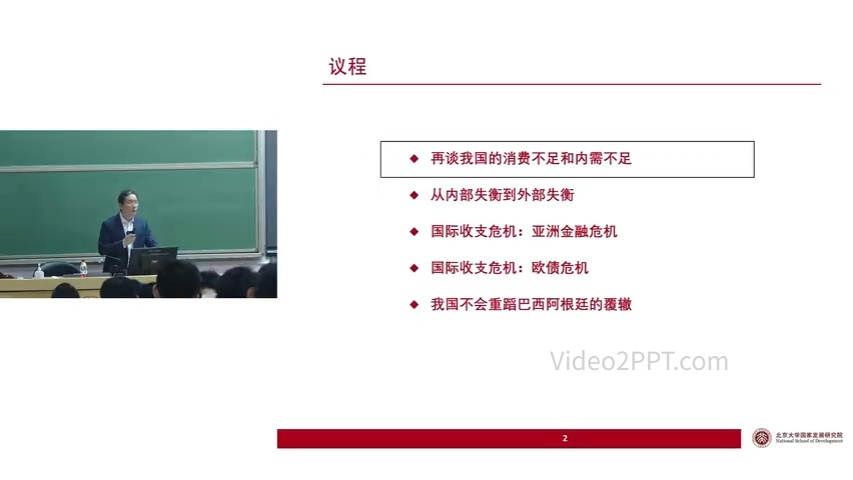 议程
◆ 再谈我国的消费不足和内需不足
◆ 从内部失衡到外部失衡
◆ 国际收支危机：亚洲金融危机
◆ 国际收支危机：欧债危机
◆ 我国不会重蹈巴西阿根廷的覆辙
Video2PPT.com
2
北京大学国家发展研究院
National School of Development